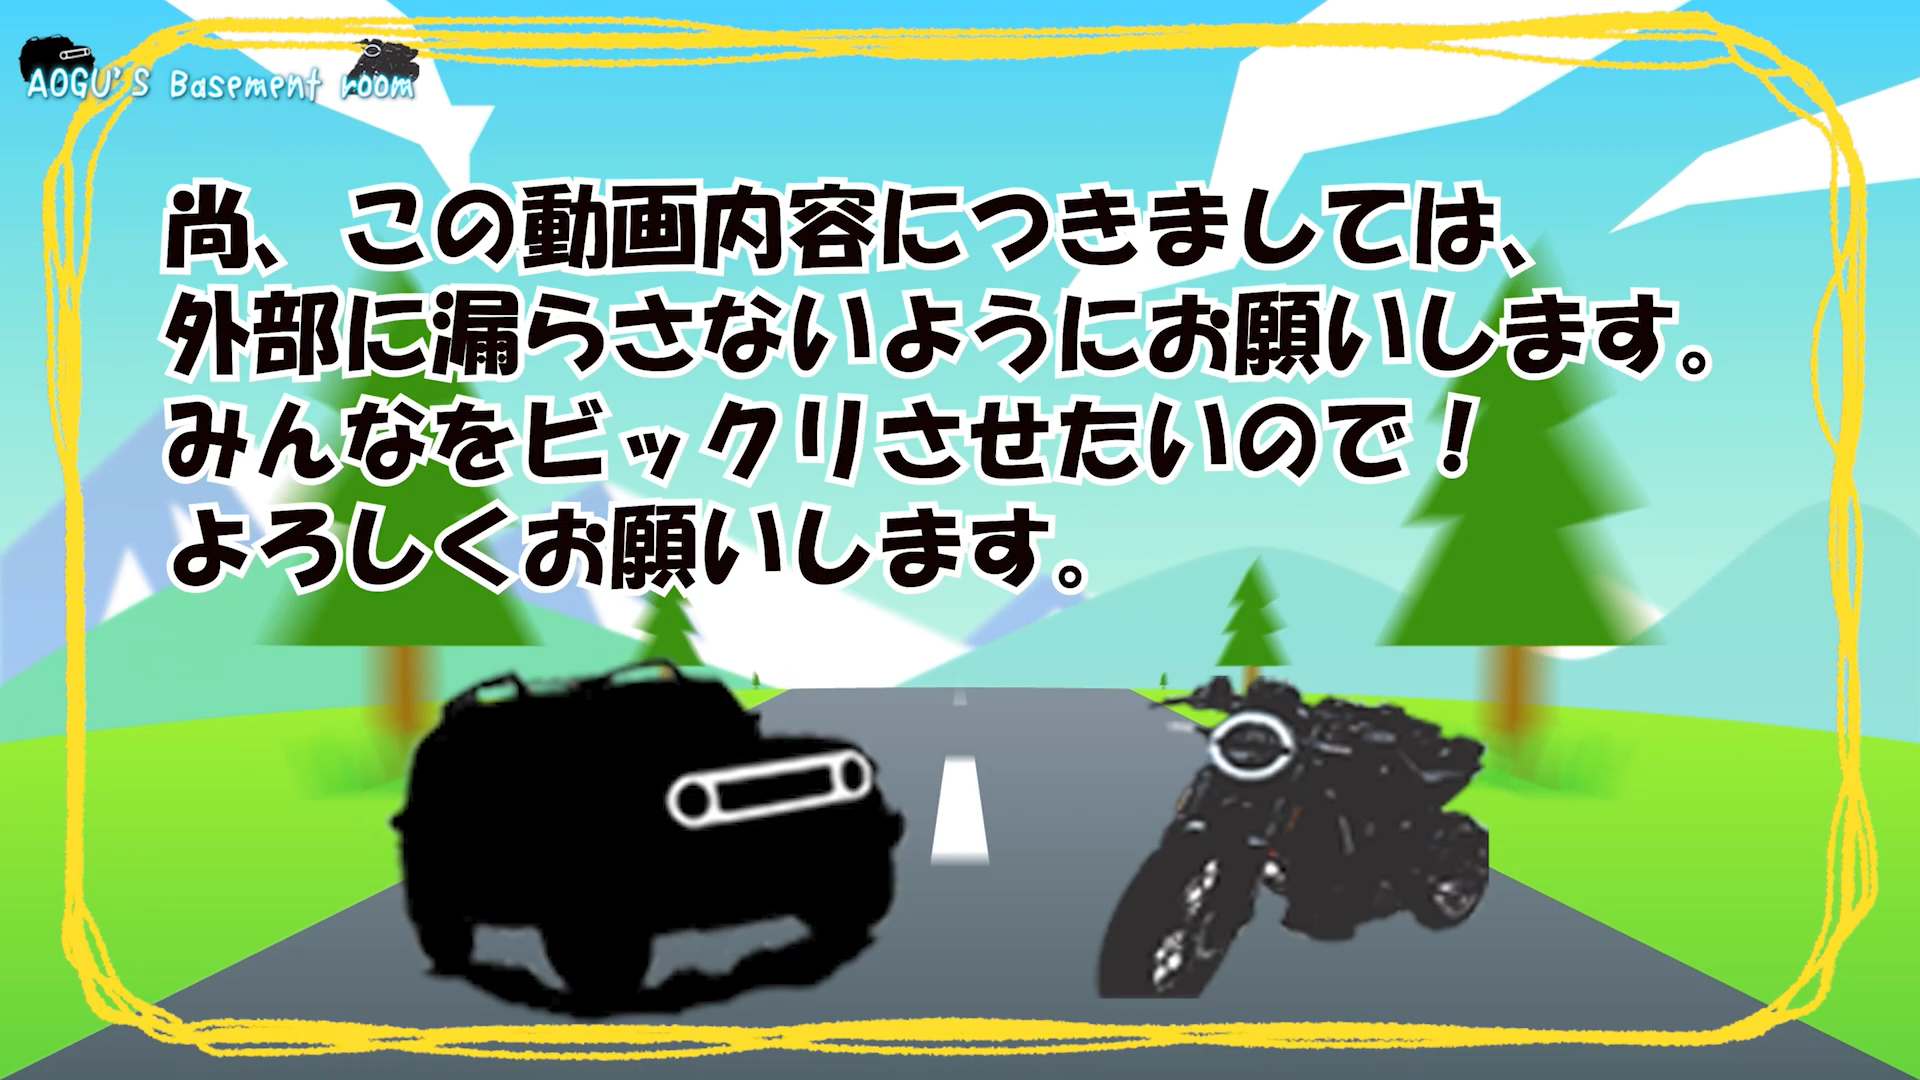 AOGU'S Basement room
尚、この動画内容につきましては、
外部に漏らさないようにお願いします。
みんなをビックリさせたいので！
よろしくお願いします。